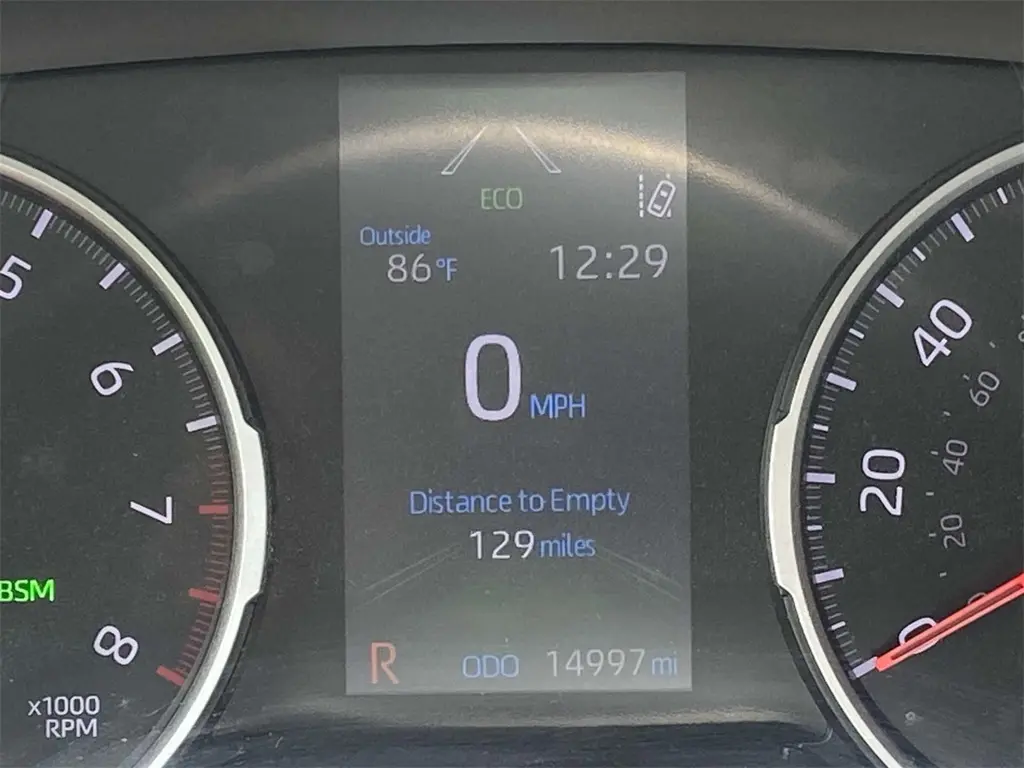 ECO
Outside
86°F 12:29
0 MPH
Distance to Empty
129 miles
R ODO 14997 mi
5
6
7
8
BSM
x1000
RPM
40
20
0
60
40
20